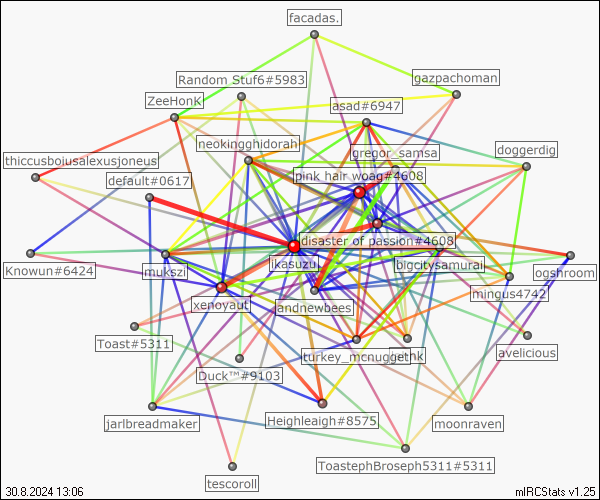 facadas.
Random Stuf6#5983
gazpachoman
ZeeHonK
asad#6947
neokingghidorah
gregor_samsa
doggerdig
thiccusboiusalexusjoneus
pink hair woag#4608
default#0617
disaster of passion#4608
Knowun#6424
mukszi
ikasuzu
bigcitysamurai
ogshroom
xenovaut
andnewbees
mingus4742
Toast#5311
turkey_mcnugget
avelicious
Duck™#9103
jarlbreadmaker
Heighleaigh#8575
moonraven
ToastephBroseph5311#5311
tescoroll
30.8.2024 13:06
mIRCStats v1.25